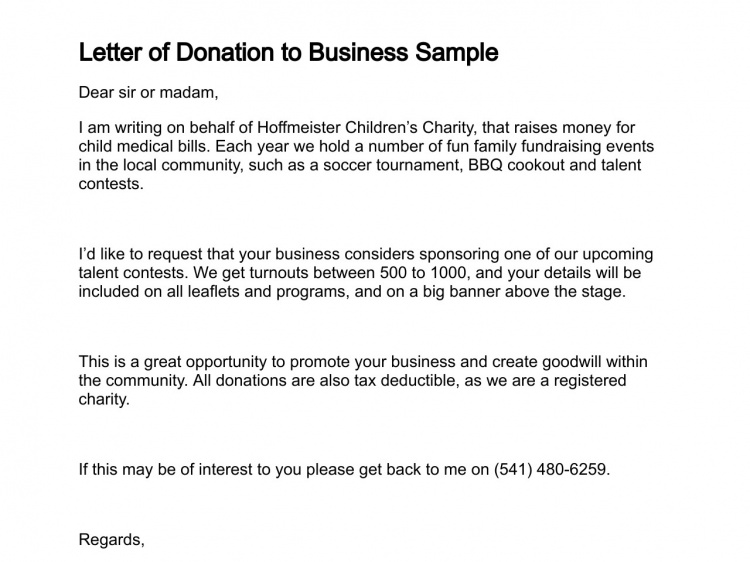 Letter of Donation to Business Sample
Dear sir or madam,
I am writing on behalf of Hoffmeister Children’s Charity, that raises money for
child medical bills. Each year we hold a number of fun family fundraising events
in the local community, such as a soccer tournament, BBQ cookout and talent
contests.
I’d like to request that your business considers sponsoring one of our upcoming
talent contests. We get turnouts between 500 to 1000, and your details will be
included on all leaflets and programs, and on a big banner above the stage.
This is a great opportunity to promote your business and create goodwill within
the community. All donations are also tax deductible, as we are a registered
charity.
If this may be of interest to you please get back to me on (541) 480-6259.
Regards,